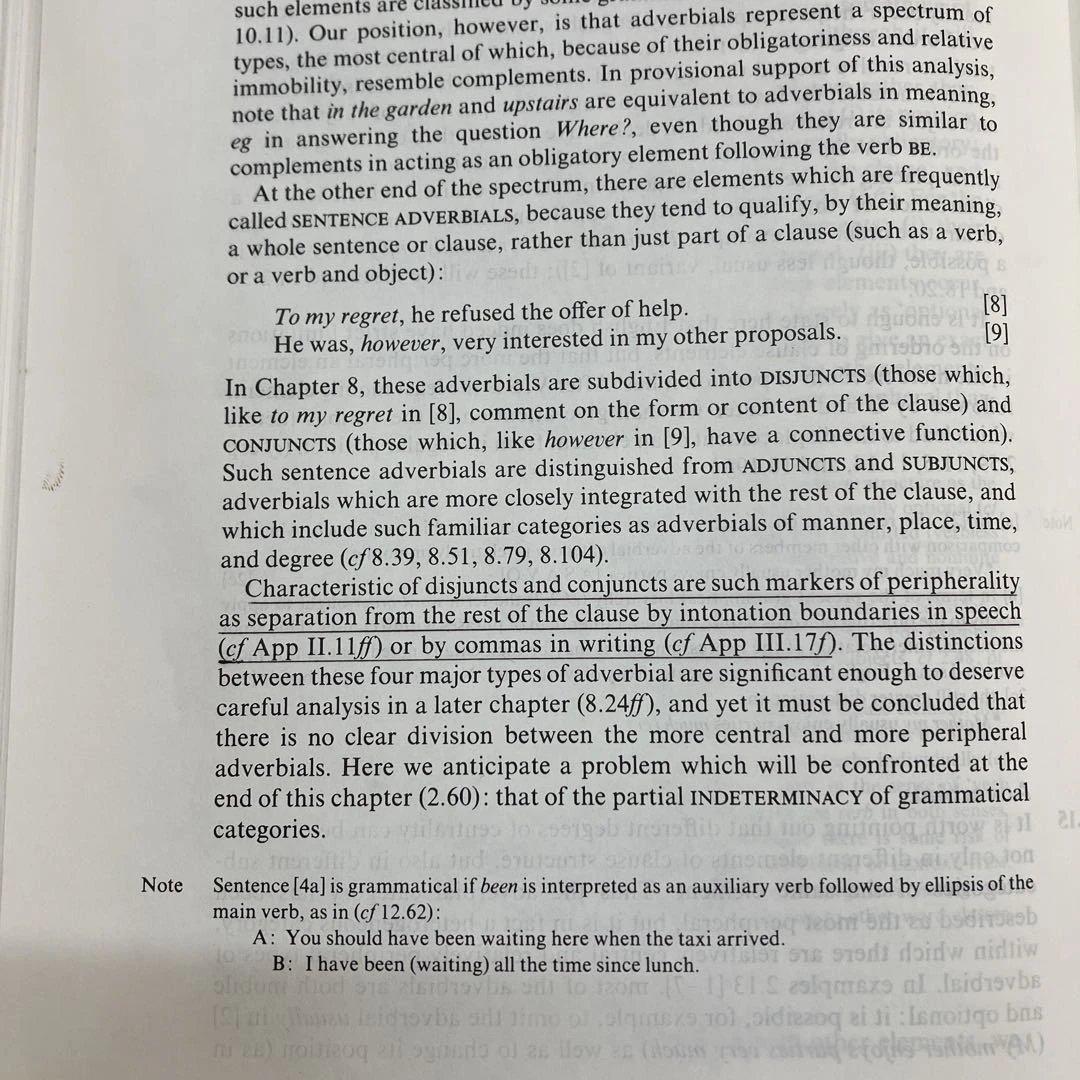 such elements are classified by some
10.11). Our position, however, is that adverbials represent a spectrum of
types, the most central of which, because of their obligatoriness and relative
immobility, resemble complements. In provisional support of this analysis,
note that in the garden and upstairs are equivalent to adverbials in meaning,
eg in answering the question Where?, even though they are similar to
complements in acting as an obligatory element following the verb BE.
At the other end of the spectrum, there are elements which are frequently
called SENTENCE ADVERBIALS, because they tend to qualify, by their meaning,
a whole sentence or clause, rather than just part of a clause (such as a verb,
or a verb and object):
To my regret, he refused the offer of help. [8]
He was, however, very interested in my other proposals. [9]
In Chapter 8, these adverbials are subdivided into DISJUNCTS (those which,
like to my regret in [8], comment on the form or content of the clause) and
CONJUNCTS (those which, like however in [9], have a connective function).
Such sentence adverbials are distinguished from ADJUNCTS and SUBJUNCTS,
adverbials which are more closely integrated with the rest of the clause, and
which include such familiar categories as adverbials of manner, place, time,
and degree (cf 8.39, 8.51, 8.79, 8.104).
Characteristic of disjuncts and conjuncts are such markers of peripherality
as separation from the rest of the clause by intonation boundaries in speech
(cf App II.11ff) or by commas in writing (cf App III.17f). The distinctions
between these four major types of adverbial are significant enough to deserve
careful analysis in a later chapter (8.24ff), and yet it must be concluded that
there is no clear division between the more central and more peripheral
adverbials. Here we anticipate a problem which will be confronted at the
end of this chapter (2.60): that of the partial INDETERMINACY of grammatical
categories.
Note Sentence [4a] is grammatical if been is interpreted as an auxiliary verb followed by ellipsis of the
main verb, as in (cf 12.62):
A: You should have been waiting here when the taxi arrived.
B: I have been (waiting) all the time since lunch.